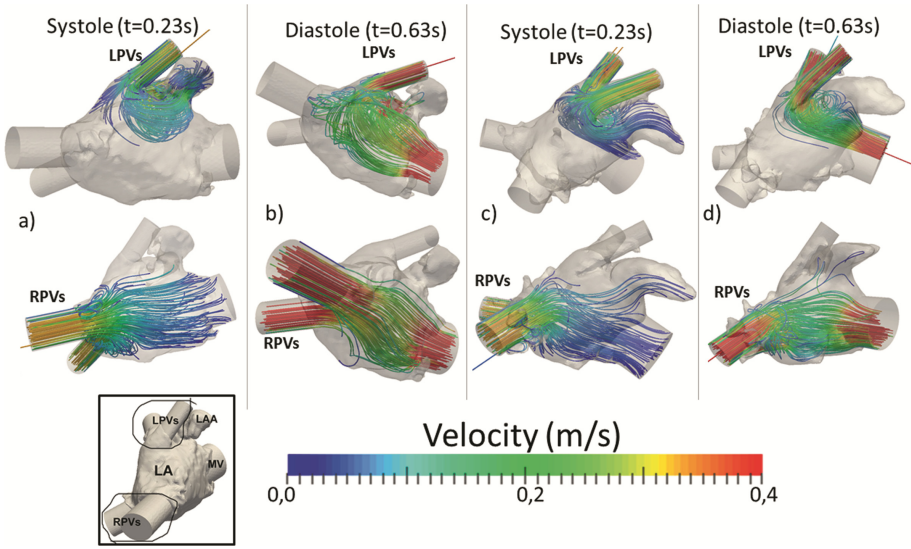 Systole (t=0.23s)
LPVs
Diastole (t=0.63s)
LPVs
Systole (t=0.23s)
LPVs
Diastole (t=0.63s)
LPVs
a)
b)
c)
d)
RPVs
RPVs
RPVs
RPVs
LPVs
LAA
LA
MV
RPVs
Velocity (m/s)
0,0
0,2
0,4